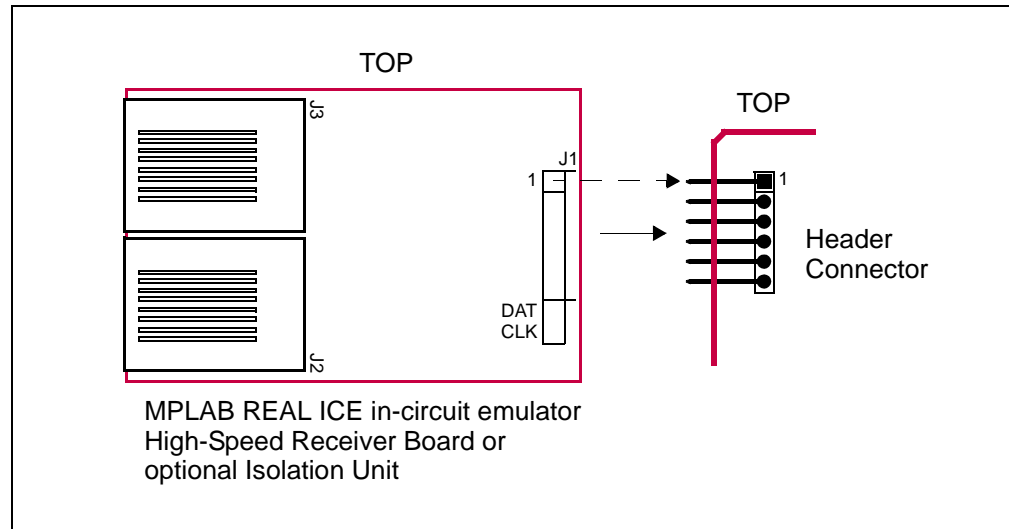 TOP
TOP
J3
J1
1
1
Header
Connector
DAT
CLK
J2
MPLAB REAL ICE in-circuit emulator
High-Speed Receiver Board or
optional Isolation Unit